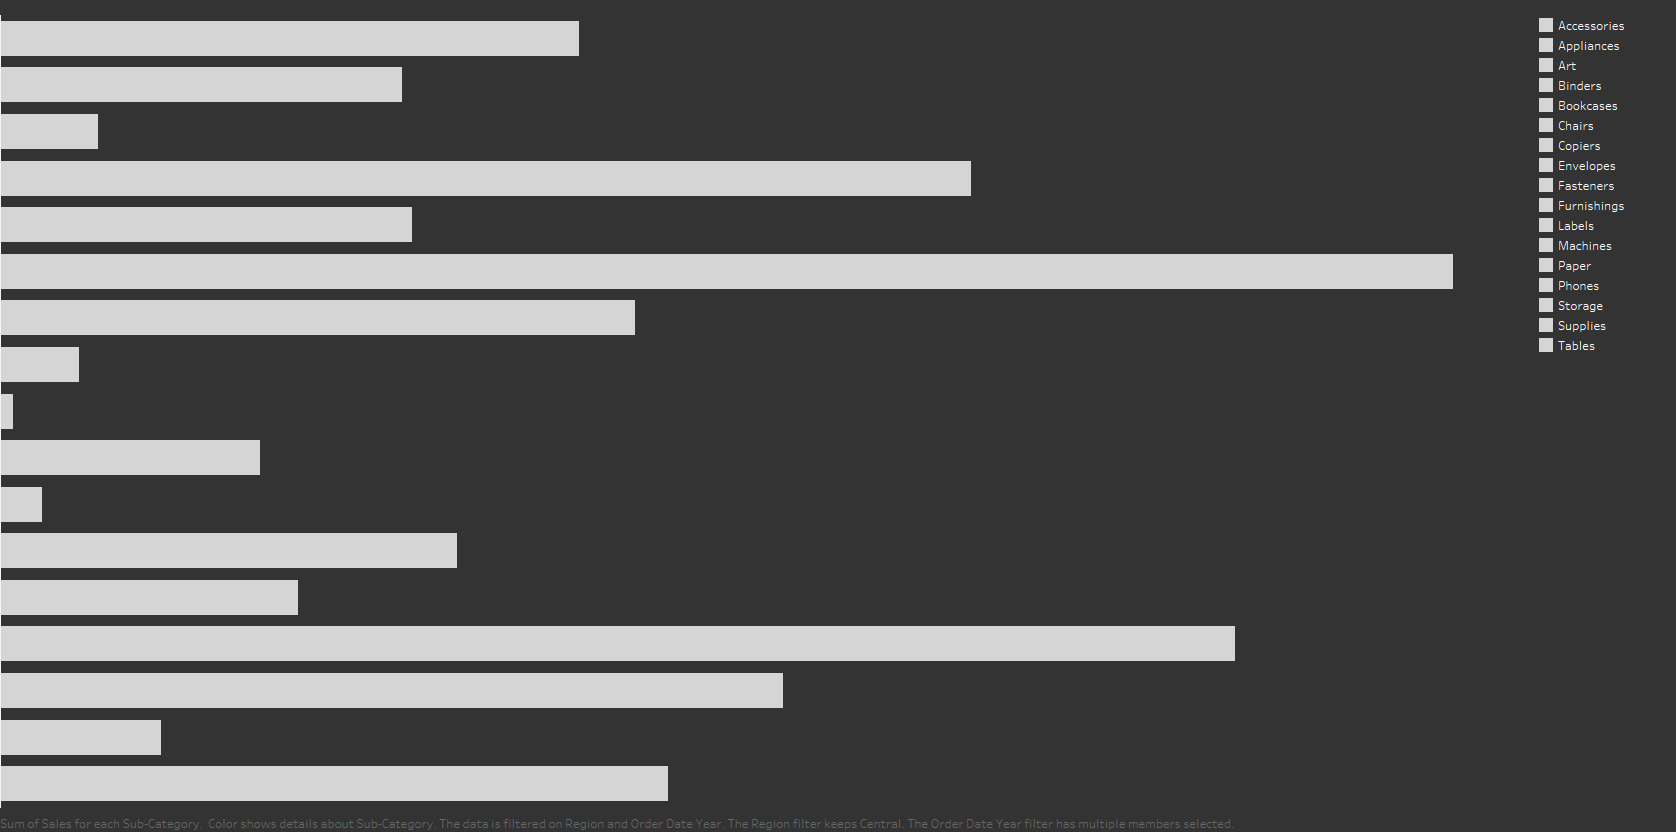 Accessories
Appliances
Art
Binders
Bookcases
Chairs
Copiers
Envelopes
Fasteners
Furnishings
Labels
Machines
Paper
Phones
Storage
Supplies
Tables
Sum of Sales for each Sub-Category.  Color shows details about Sub-Category. The data is filtered on Region and Order Date Year. The Region filter keeps Central. The Order Date Year filter has multiple members selected.